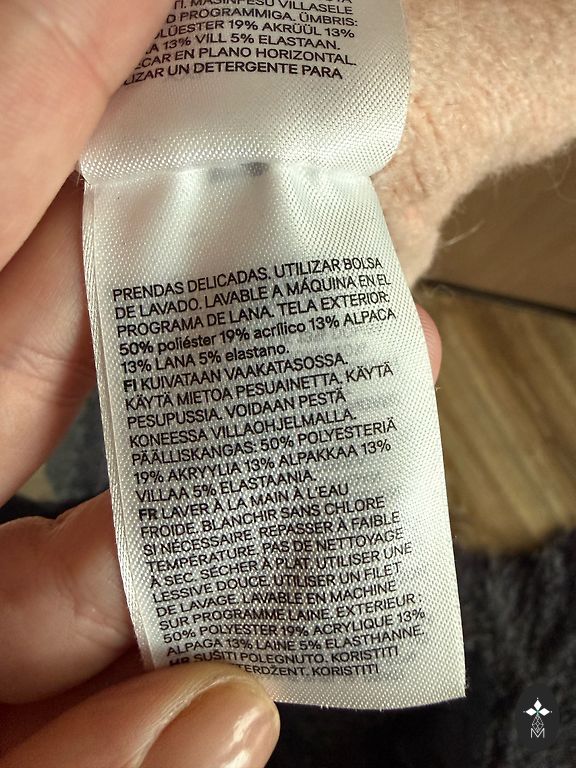 TI. MASINPESU VILLASELE
PROGRAMMIGA. ÜMBRIS:
19% AKRÜÜL 13%
13% VILL 5% ELASTAAN.
EN PLANO HORIZONTAL.
UN DETERGENTE PARA
PRENDAS DELICADAS. UTILIZAR BOLSA
DE LAVADO. LAVABLE A MÁQUINA EN EL
PROGRAMA DE LANA. TELA EXTERIOR:
50% poliéster 19% acrílico 13% ALPACA
13% LANA 5% elastano.
FI KUIVATAAN VAAKATASOSSA.
KÄYTÄ MIETOA PESUAINETTA. KÄYTÄ
PESUPUSSIA. VOIDAAN PESTÄ
KONEESSA VILLAOHJELMALLA.
PÄÄLLISKANGAS: 50% POLYESTERIÄ
19% AKRYYLIA 13% ALPAKKAA 13%
VILLAA 5% ELASTAANIA.
FR LAVER À LA MAIN À L'EAU
FROIDE, BLANCHIR SANS CHLORE
SI NÉCESSAIRE, REPASSER À FAIBLE
TEMPÉRATURE, PAS DE NETTOYAGE
À SEC. SÉCHER À PLAT, UTILISER UNE
LESSIVE DOUCE, UTILISER UN FILET
DE LAVAGE. LAVABLE EN MACHINE
SUR PROGRAMME LAINE. EXTERIEUR :
50% POLYESTER 19% ACRYLIQUE 13%
ALPAGA 13% LAINE 5% ELASTHANNE.
HR SUŠITI POLEGNUTO. KORISTITI
KORISTITI